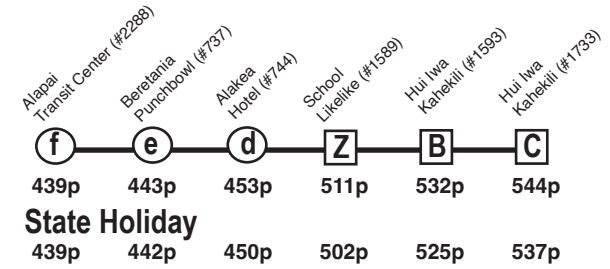 Alapai
Transit Center (#2288)
Beretania
Punchbowl (#737)
Alakea
Hotel (#744)
School
Likelike (#1589)
Hui Iwa
Kahekili (#1593)
Hui Iwa
Kahekili (#1733)
f e d Z B C
439p 443p 453p 511p 532p 544p
State Holiday
439p 442p 450p 502p 525p 537p